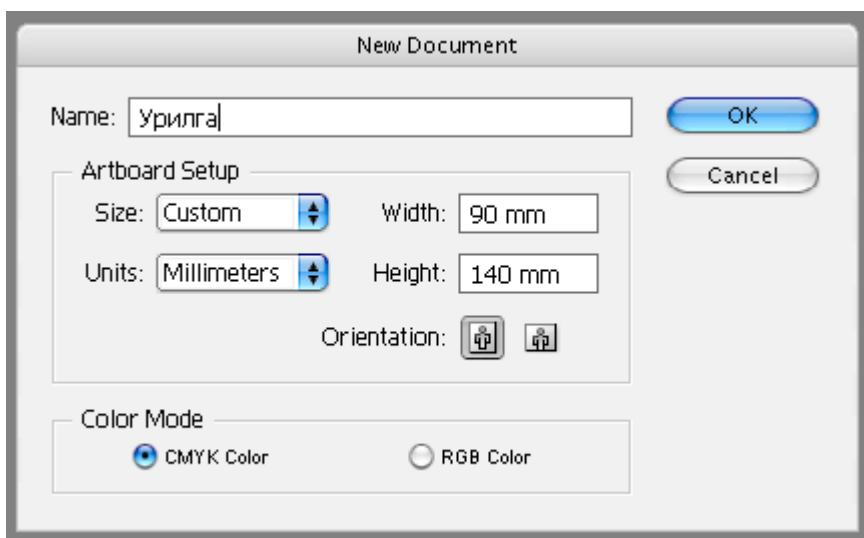 New Document
Name: Урилга
OK
Artboard Setup
Cancel
Size: Custom Width: 90 mm
Units: Millimeters Height: 140 mm
Orientation:
Color Mode
CMYK Color RGB Color